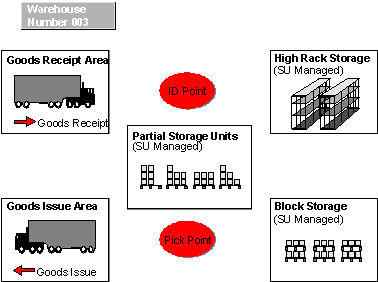 Warehouse
Number 003
Goods Receipt Area
Goods Receipt
ID Point
High Rack Storage
(SU Managed)
Partial Storage Units
(SU Managed)
Goods Issue Area
Goods Issue
Pick Point
Block Storage
(SU Managed)